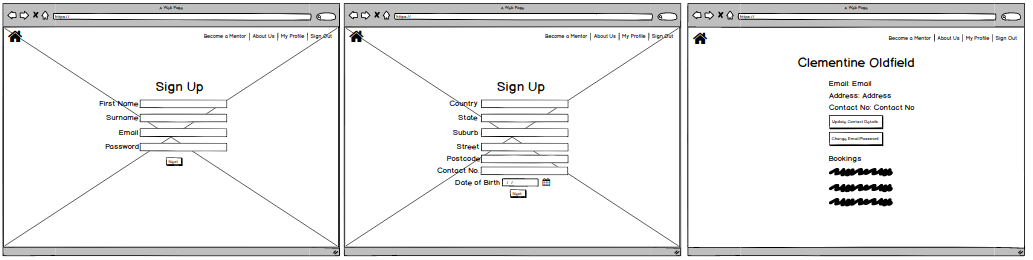 A Web Page
https://
Become a Mentor | About Us | My Profile | Sign Out
Sign Up
First Name
Surname
Email
Password
Next
A Web Page
https://
Become a Mentor | About Us | My Profile | Sign Out
Sign Up
Country
State
Suburb
Street
Postcode
Contact No.
Date of Birth / /
Next
A Web Page
https://
Become a Mentor | About Us | My Profile | Sign Out
Clementine Oldfield
Email: Email
Address: Address
Contact No: Contact No
Update Contact Details
Change Email/Password
Bookings